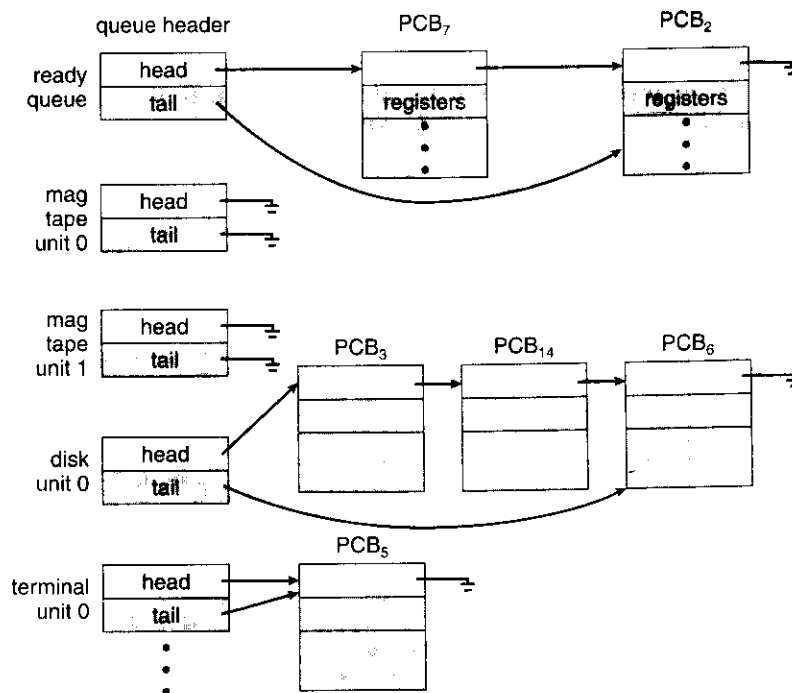 queue header
PCB₇
PCB₂
ready
queue
head
tail
registers
registers
mag
tape
unit 0
head
tail
mag
tape
unit 1
head
tail
PCB₃
PCB₁₄
PCB₆
disk
unit 0
head
tail
PCB₅
terminal
unit 0
head
tail